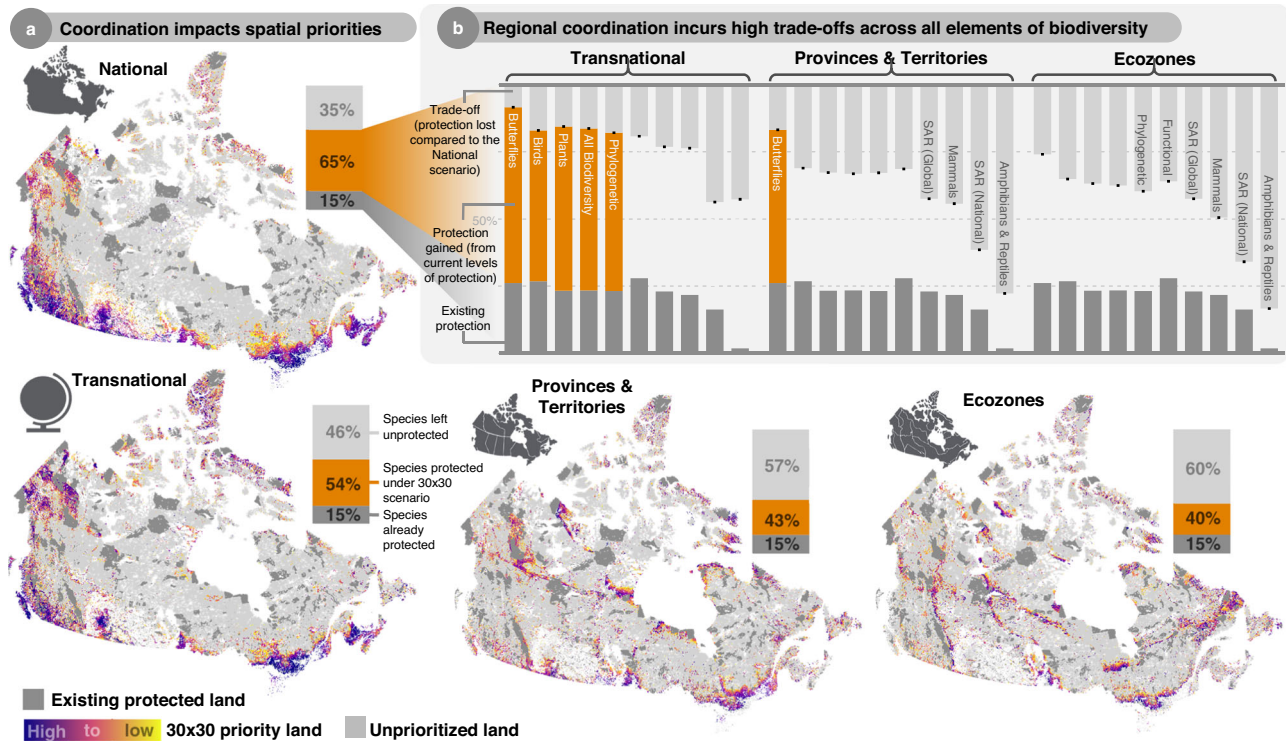 a Coordination impacts spatial priorities
National
35%
65%
15%
b Regional coordination incurs high trade-offs across all elements of biodiversity
Transnational
Provinces & Territories
Ecozones
Trade-off
(protection lost
compared to the
National
scenario)
50%
Protection
gained (from
current levels
of protection)
Existing
protection
Butterflies
Birds
Plants
All Biodiversity
Phylogenetic
Butterflies
SAR (Global)
Mammals
SAR (National)
Amphibians & Reptiles
Phylogenetic
Functional
SAR (Global)
Mammals
SAR (National)
Amphibians & Reptiles
Transnational
46%
54%
15%
Species left
unprotected
Species protected
under 30x30
scenario
Species
already
protected
Provinces &
Territories
57%
43%
15%
Ecozones
60%
40%
15%
Existing protected land
High to low 30x30 priority land
Unprioritized land